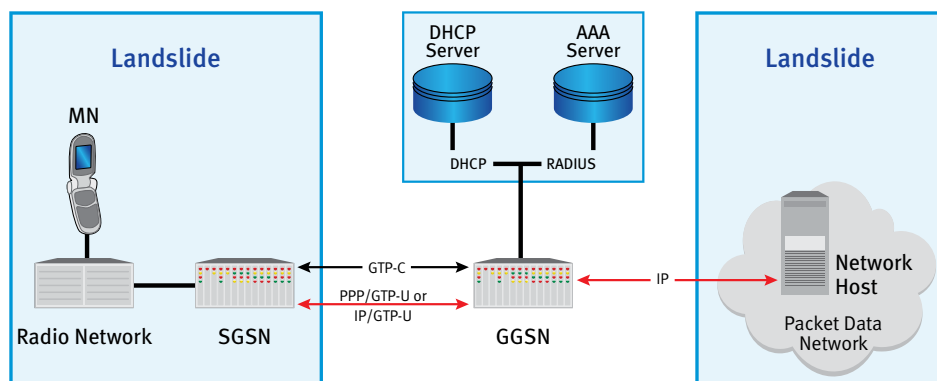 Landslide
MN
Radio Network
SGSN
DHCP
Server
AAA
Server
DHCP
RADIUS
GTP-C
PPP/GTP-U or
IP/GTP-U
GGSN
IP
Landslide
Network
Host
Packet Data
Network